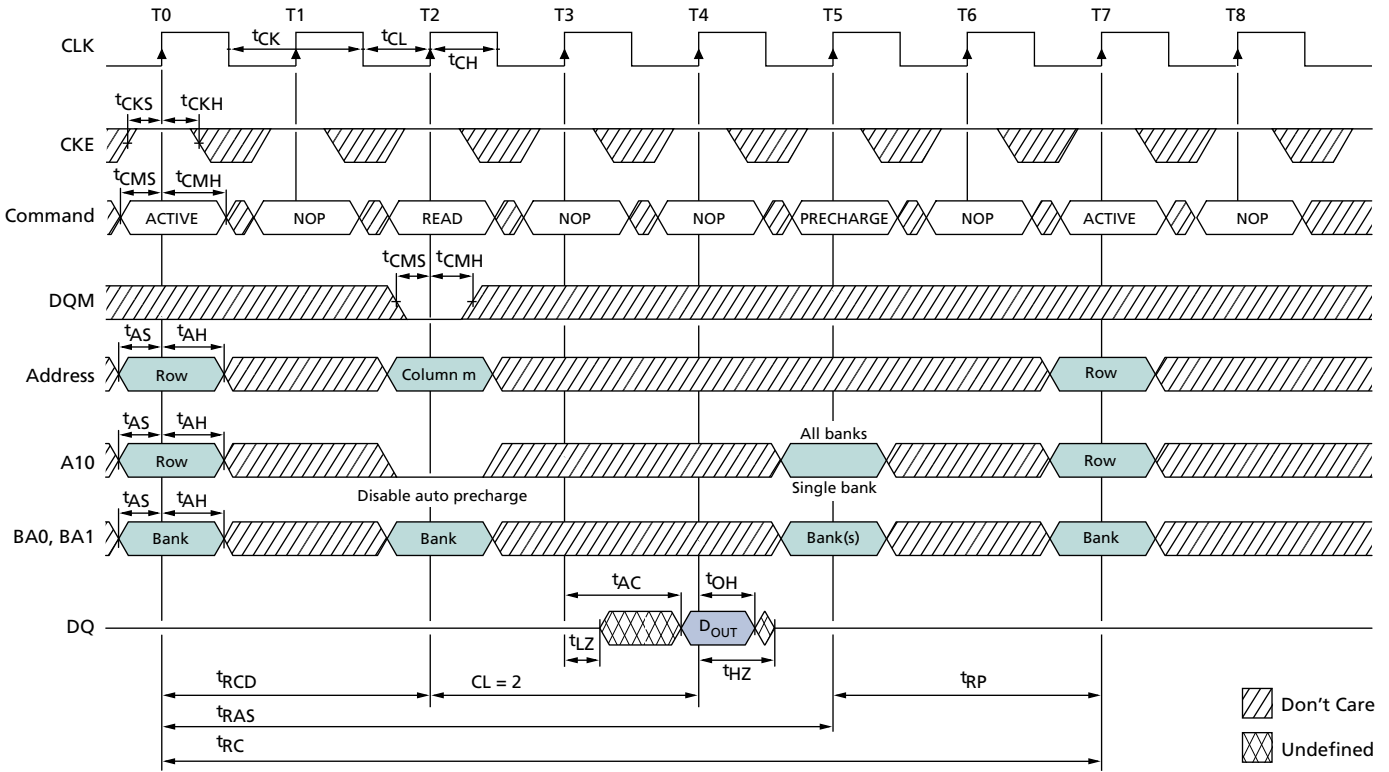 T0 T1 T2 T3 T4 T5 T6 T7 T8
CLK tCK tCL tCH
tCKS tCKH
CKE
tCMS tCMH
Command ACTIVE NOP READ NOP NOP PRECHARGE NOP ACTIVE NOP
tCMS tCMH
DQM
tAS tAH
Address Row Column m Row
tAS tAH All banks
A10 Row Row
Disable auto precharge Single bank
tAS tAH
BA0, BA1 Bank Bank Bank(s) Bank
tAC tOH
DQ DOUT
tLZ tHZ
tRCD CL = 2 tRP
tRAS Don't Care
tRC Undefined